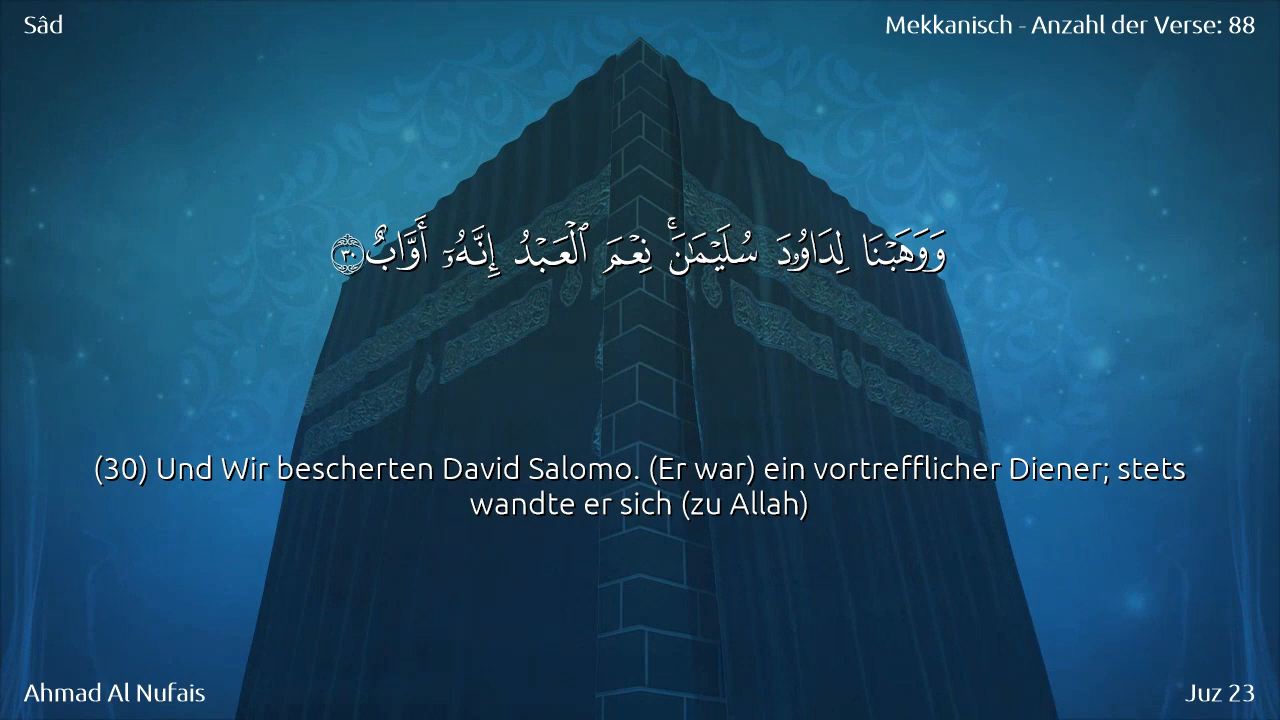 Sâd
Mekkanisch - Anzahl der Verse: 88
وَوَهَبْنَا لِدَاوُۥدَ سُلَيْمَٰنَۚ نِعْمَ ٱلْعَبْدُ إِنَّهُۥٓ أَوَّابٌ ٣٠
(30) Und Wir bescherten David Salomo. (Er war) ein vortrefflicher Diener; stets
wandte er sich (zu Allah)
Ahmad Al Nufais
Juz 23